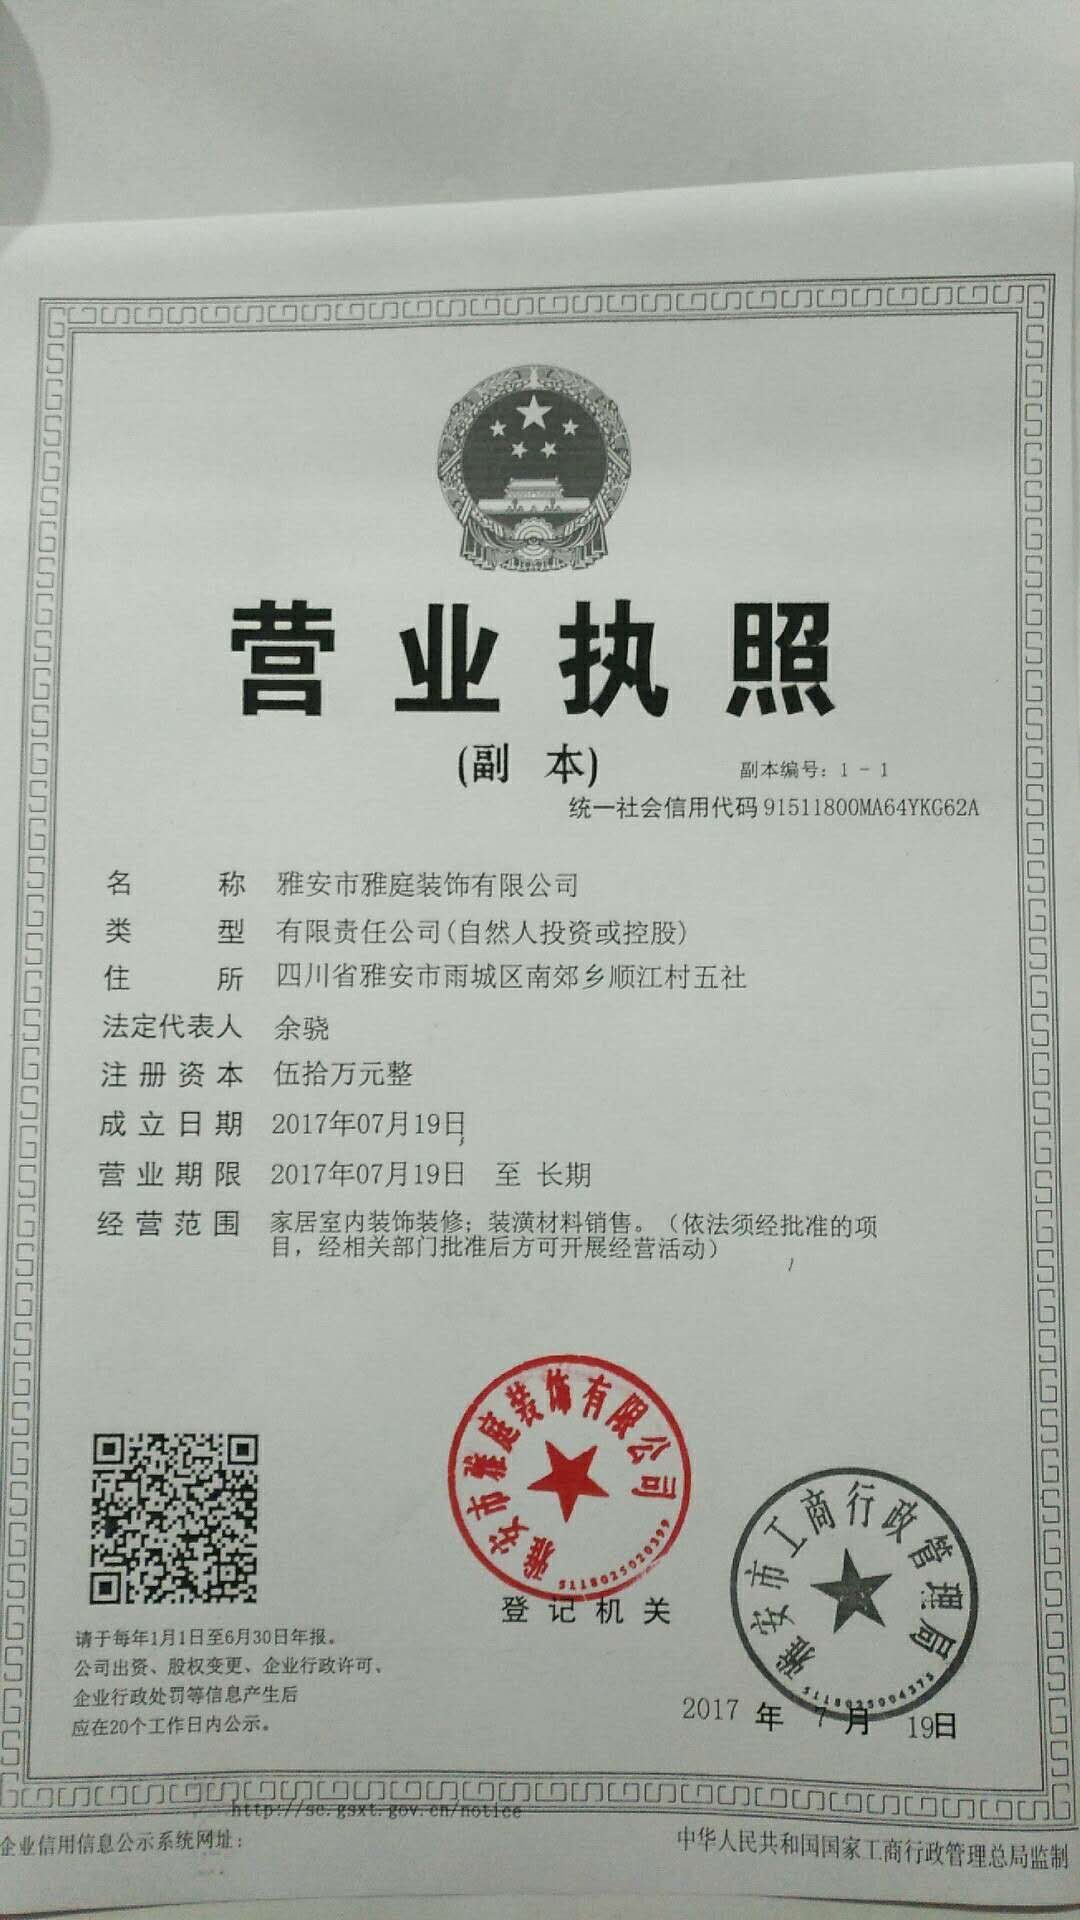 营业执照
(副 本)
副本编号：1 - 1
统一社会信用代码 91511800MA64YKG62A
名 称 雅安市雅庭装饰有限公司
类 型 有限责任公司(自然人投资或控股)
住 所 四川省雅安市雨城区南郊乡顺江村五社
法定代表人 余骁
注册资本 伍拾万元整
成立日期 2017年07月19日
营业期限 2017年07月19日 至 长期
经营范围 家居室内装饰装修；装潢材料销售。（依法须经批准的项
目，经相关部门批准后方可开展经营活动）
雅安市雅庭装饰有限公司
5118025020399
登记机关
雅安市工商行政管理局
5118025004373
2017 年 7 月 19日
请于每年1月1日至6月30日年报。
公司出资、股权变更、企业行政许可、
企业行政处罚等信息产生后
应在20个工作日内公示。
http://sc.gsxt.gov.cn/notice
企业信用信息公示系统网址：
中华人民共和国国家工商行政管理总局监制